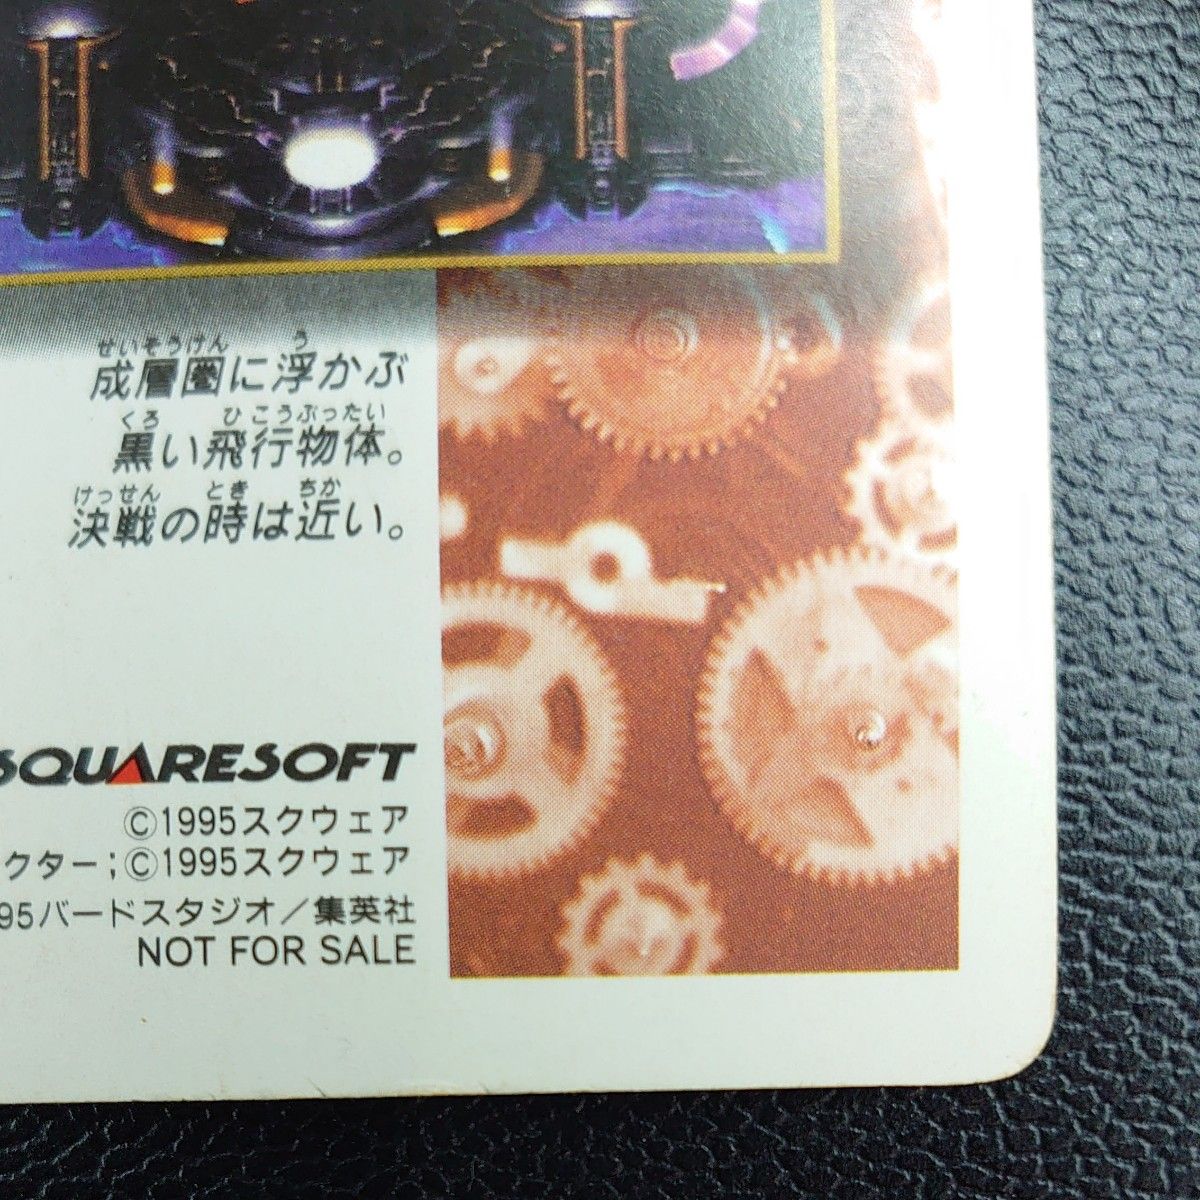 せいそうけん う
成層圏に浮かぶ
くろ ひこうぶったい
黒い飛行物体。
けっせん とき ちか
決戦の時は近い。
SQUARESOFT
©1995スクウェア
クター;©1995スクウェア
95バードスタジオ／集英社
NOT FOR SALE